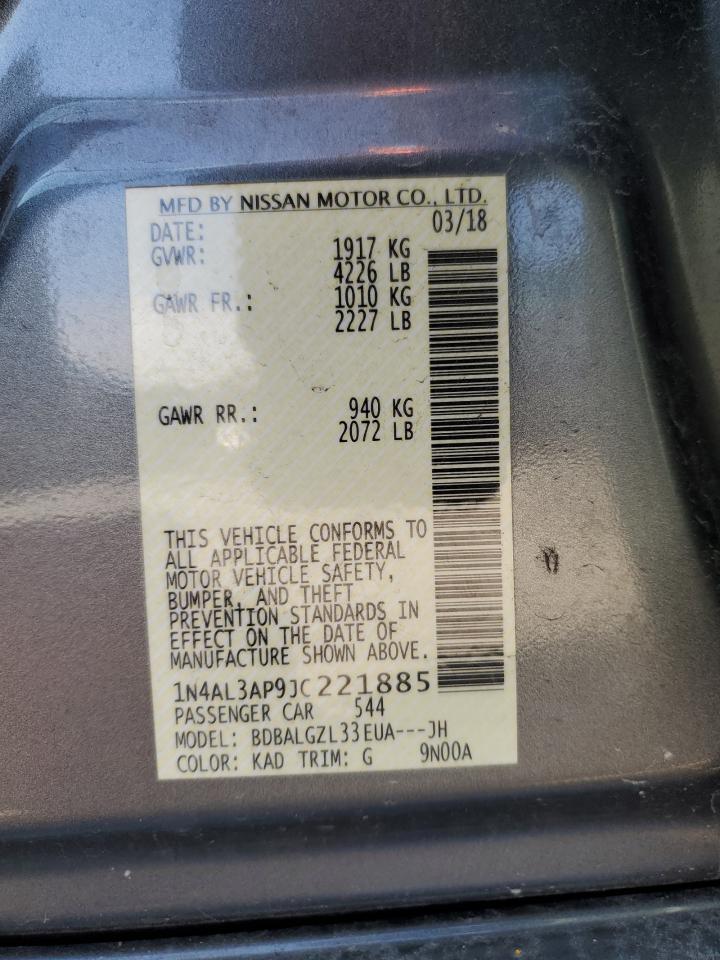 MFD BY NISSAN MOTOR CO., LTD.
DATE: 03/18
GVWR: 1917 KG
4226 LB
GAWR FR.: 1010 KG
2227 LB
GAWR RR.: 940 KG
2072 LB
THIS VEHICLE CONFORMS TO
ALL APPLICABLE FEDERAL
MOTOR VEHICLE SAFETY,
BUMPER, AND THEFT
PREVENTION STANDARDS IN
EFFECT ON THE DATE OF
MANUFACTURE SHOWN ABOVE.
1N4AL3AP9JC221885
PASSENGER CAR 544
MODEL: BDBALGZL33EUA---JH
COLOR: KAD TRIM: G 9N00A